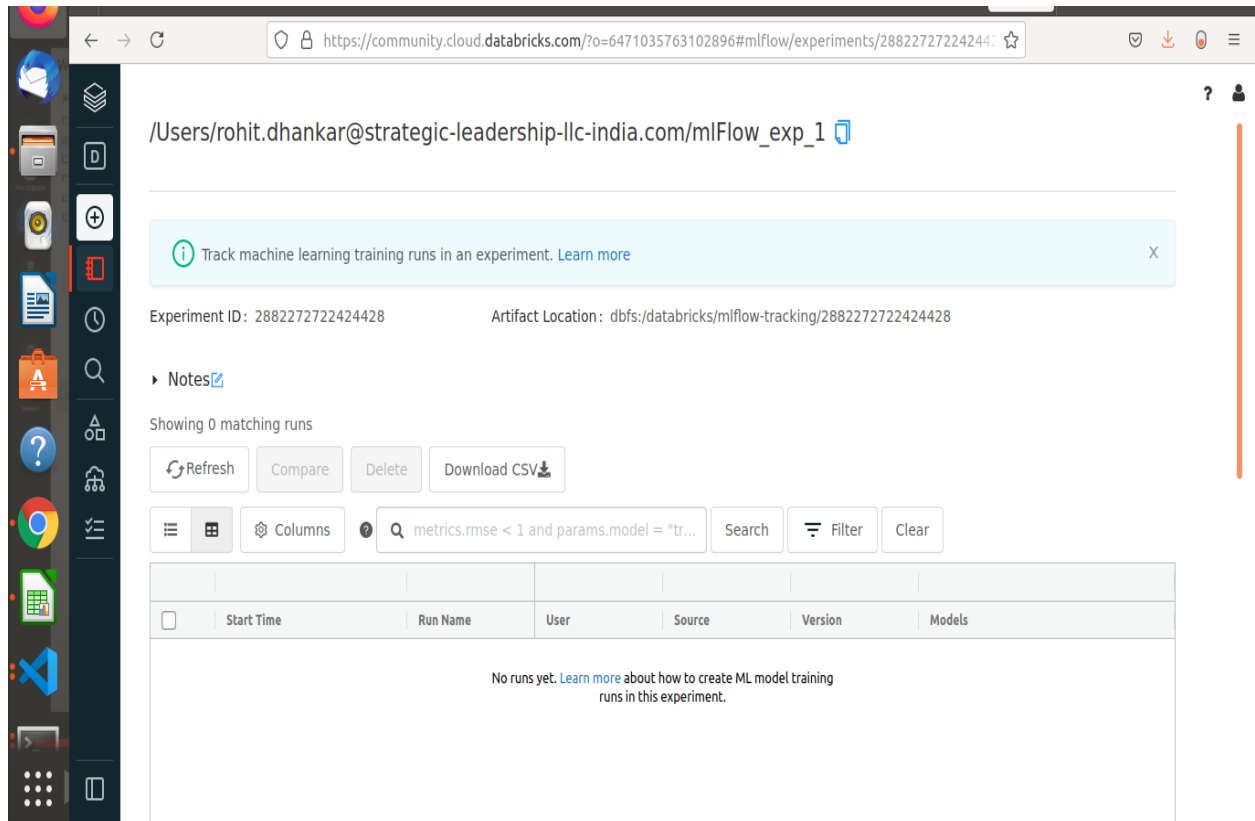 https://community.cloud.databricks.com/?o=6471035763102896#mlflow/experiments/288227272242442
/Users/rohit.dhankar@strategic-leadership-llc-india.com/mlFlow_exp_1
Track machine learning training runs in an experiment. Learn more X
Experiment ID: 2882272722424428 Artifact Location: dbfs:/databricks/mlflow-tracking/2882272722424428
Notes
Showing 0 matching runs
Refresh Compare Delete Download CSV
Columns metrics.rmse < 1 and params.model = "tr... Search Filter Clear
Start Time Run Name User Source Version Models
No runs yet. Learn more about how to create ML model training
runs in this experiment.